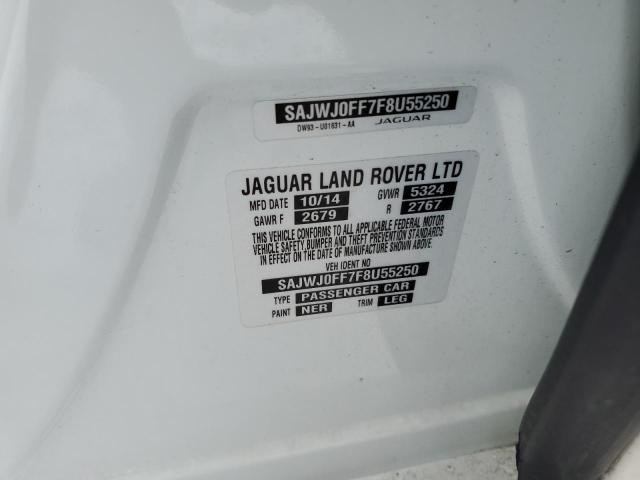 SAJWJ0FF7F8U55250
DW93-U01631-AA JAGUAR
JAGUAR LAND ROVER LTD
MFD DATE 10/14 GVWR 5324
GAWR F 2679 R 2767
THIS VEHICLE CONFORMS TO ALL APPLICABLE FEDERAL MOTOR
VEHICLE SAFETY, BUMPER AND THEFT PREVENTION STANDARDS
IN EFFECT ON THE DATE OF MANUFACTURE SHOWN ABOVE.
VEH IDENT NO
SAJWJ0FF7F8U55250
TYPE PASSENGER CAR
PAINT NER TRIM LEG